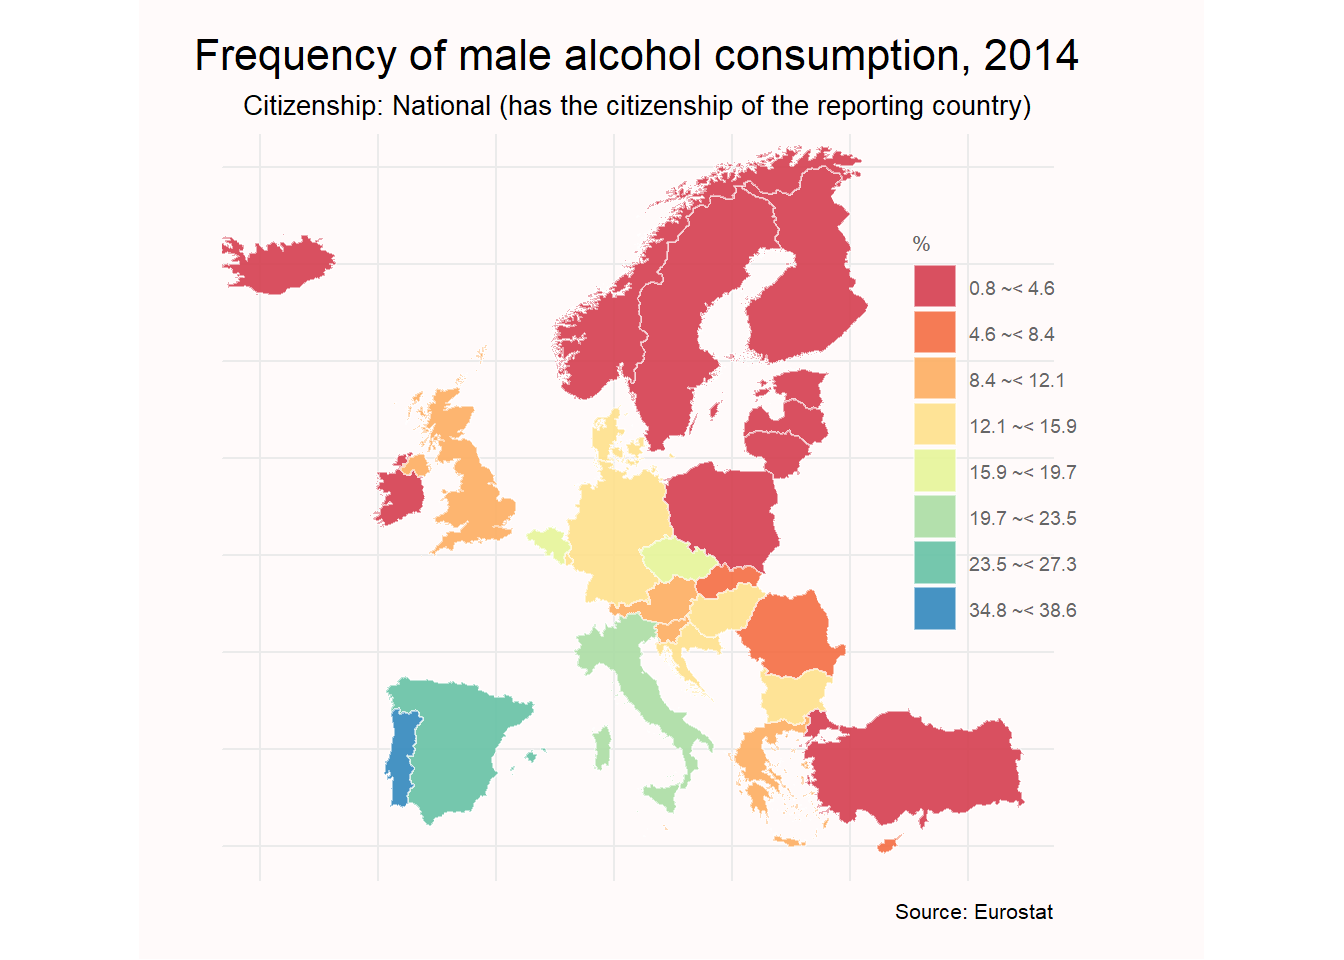 Frequency of male alcohol consumption, 2014
Citizenship: National (has the citizenship of the reporting country)
%
0.8 ~< 4.6
4.6 ~< 8.4
8.4 ~< 12.1
12.1 ~< 15.9
15.9 ~< 19.7
19.7 ~< 23.5
23.5 ~< 27.3
34.8 ~< 38.6
Source: Eurostat